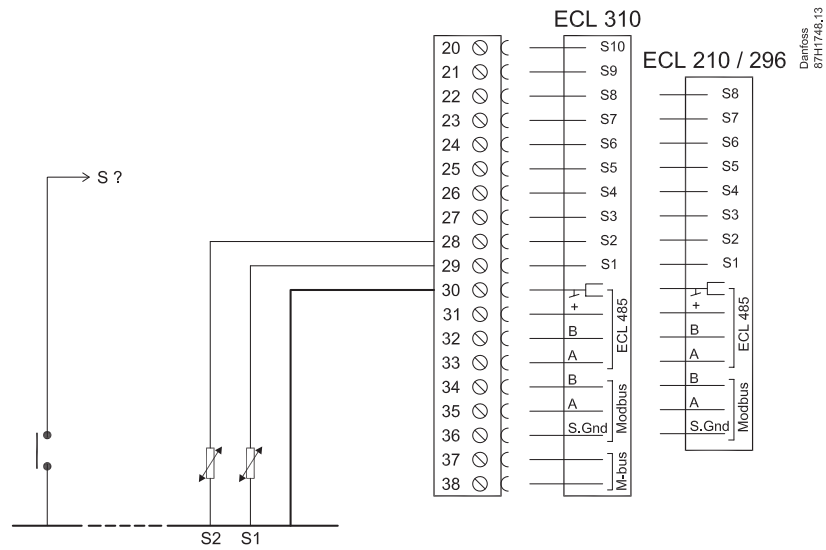 ECL 310
ECL 210 / 296
Danfoss
87H1748.13
20 S10
21 S9
22 S8 S8
23 S7 S7
24 S6 S6
25 S5 S5
26 S4 S4
27 S3 S3
28 S2 S2
29 S1 S1
30
31 + +
32 B B
33 A A
34 B B
35 A A
36 S.Gnd S.Gnd
37
38
ECL 485
Modbus
M-bus
ECL 485
Modbus
S ?
S2 S1